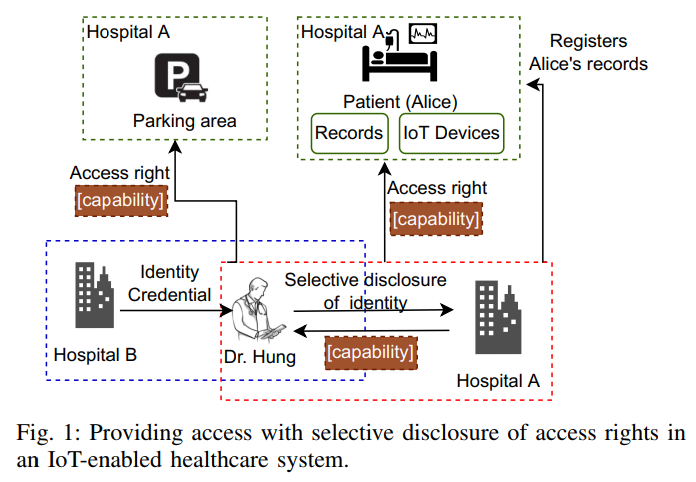 Hospital A
P
Parking area
Hospital A
Patient (Alice)
Records
IoT Devices
Registers
Alice's records
Access right
[capability]
Access right
[capability]
Identity
Credential
Hospital B
Dr. Hung
Selective disclosure
of identity
[capability]
Hospital A
Fig. 1: Providing access with selective disclosure of access rights in
an IoT-enabled healthcare system.